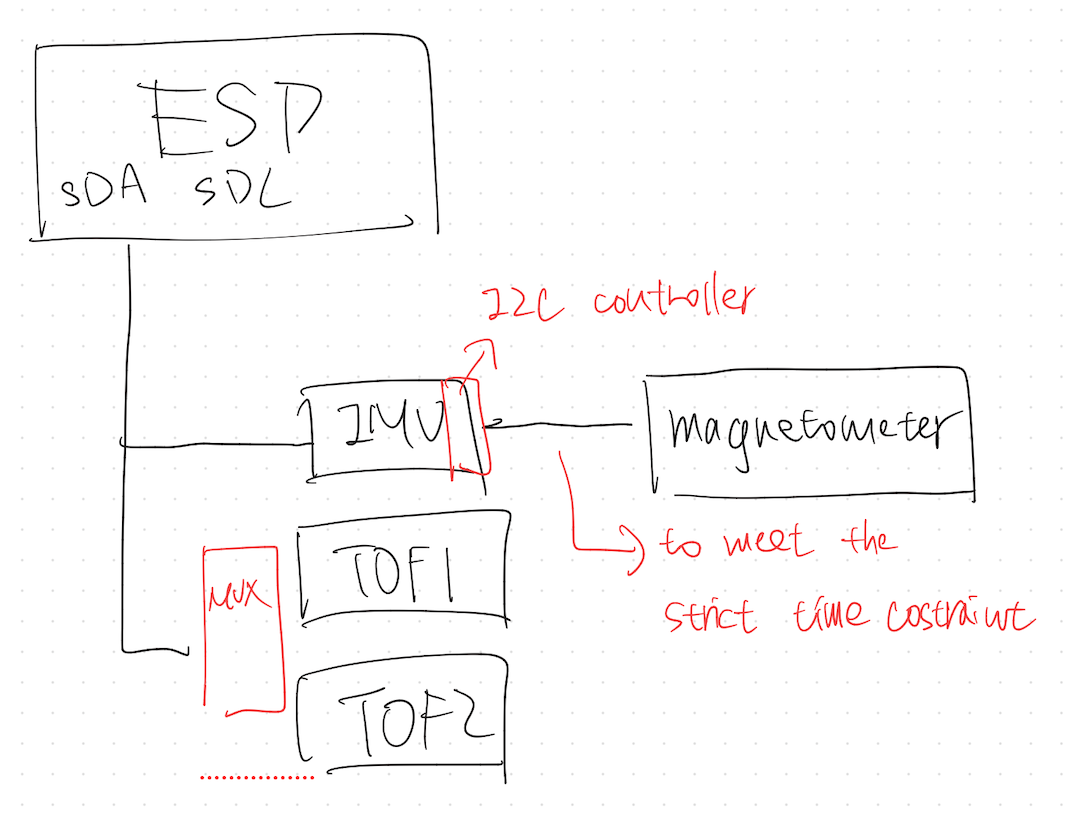 ESP
SDA SDL
I2C controller
IMU
magnetometer
TOF1
to meet the
MUX
strict time costraint
TOF2